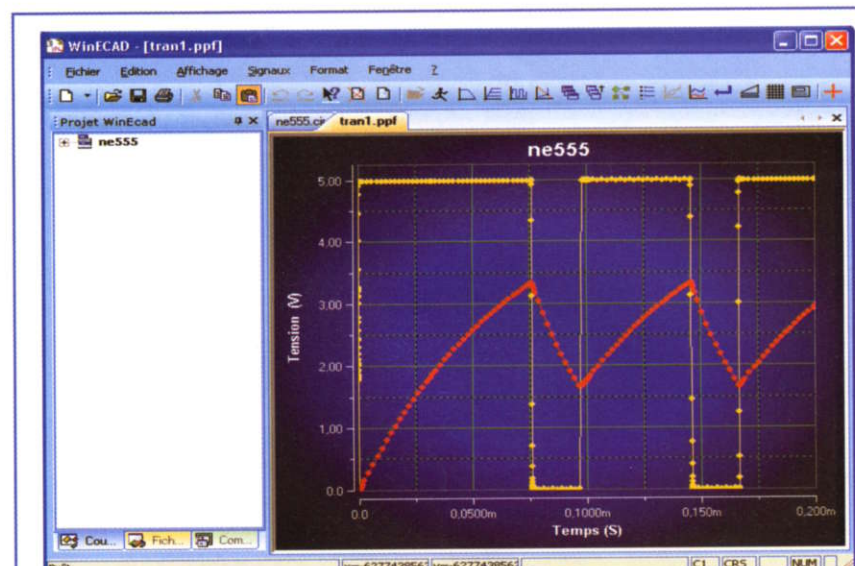 WinECAD - [tran1.ppf]
Fichier Edition Affichage Signaux Format Fenêtre ?
Projet WinEcad
ne555.cir tran1.ppf
ne555
ne555
5,00
4,00
3,00
2,00
1,00
0.0
Tension (V)
0.0 0,0500m 0,1000m 0,150m 0,200m
Temps (S)
Cou... Fich... Com...
C1 CRS NUM